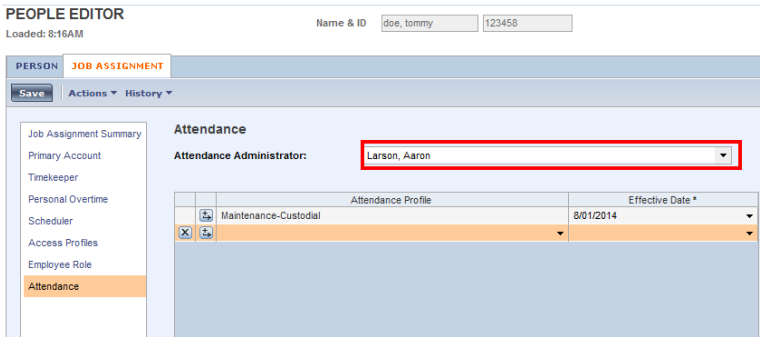 PEOPLE EDITOR
Loaded: 8:16AM
Name & ID doe, tommy 123458
PERSON JOB ASSIGNMENT
Save Actions History
Job Assignment Summary
Primary Account
Timekeeper
Personal Overtime
Scheduler
Access Profiles
Employee Role
Attendance
Attendance
Attendance Administrator: Larson, Aaron
Attendance Profile Effective Date *
Maintenance-Custodial 8/01/2014